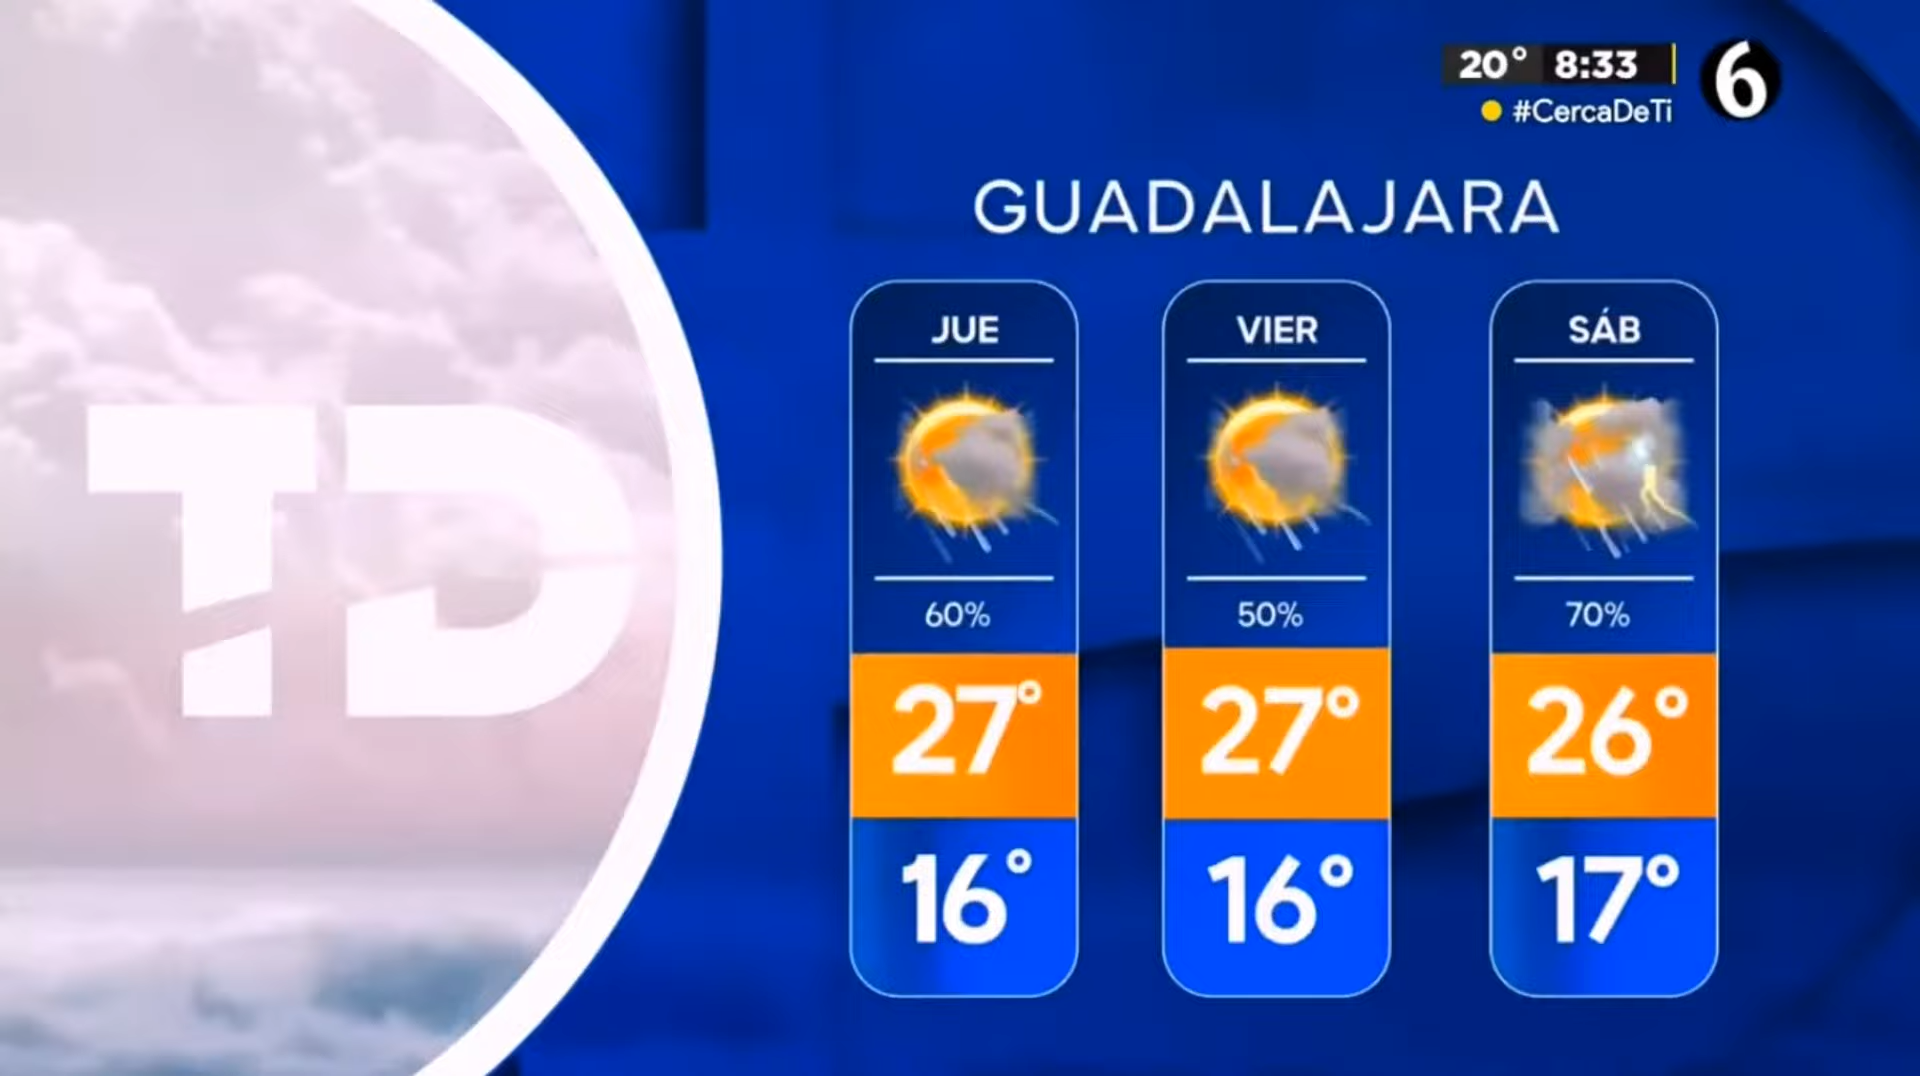 20° 8:33
6
#CercaDeTi
GUADALAJARA
JUE VIER SÁB
60% 50% 70%
27° 27° 26°
16° 16° 17°
TD